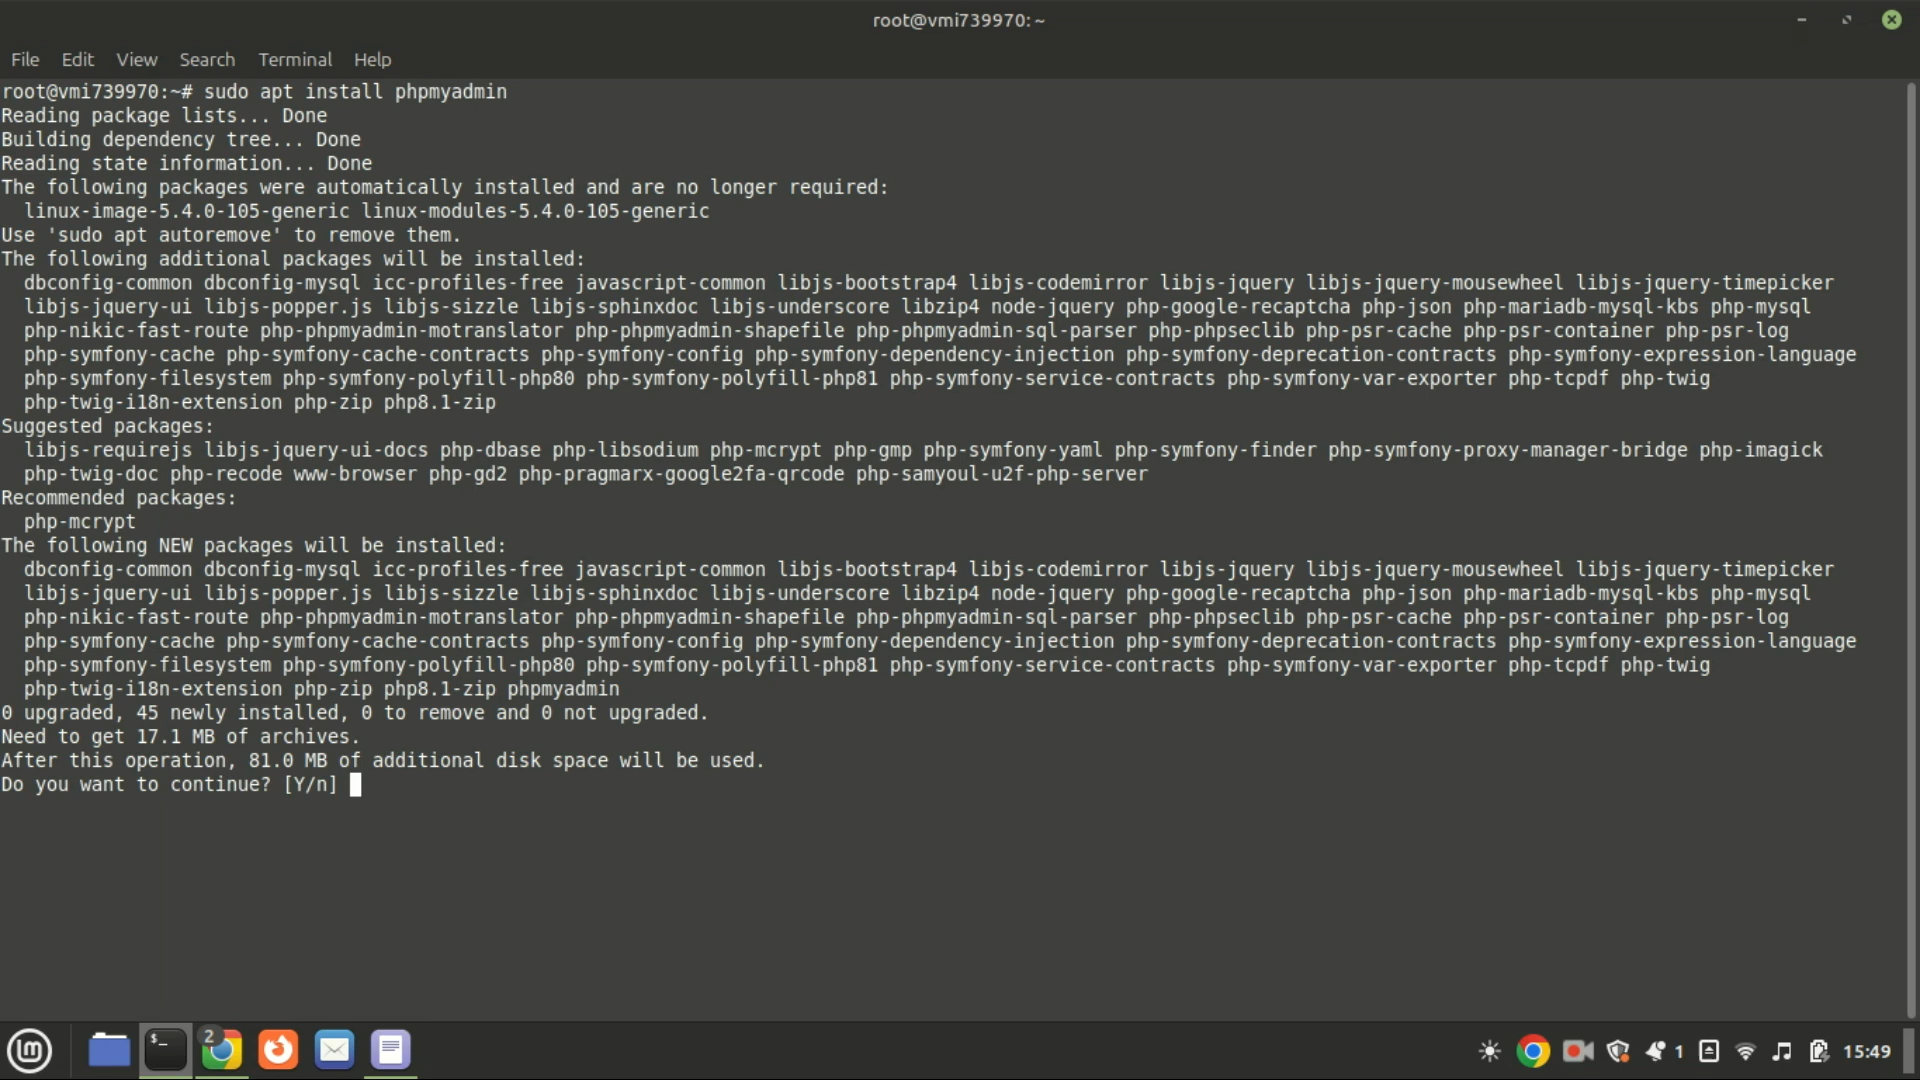 root@vmi739970: ~
File Edit View Search Terminal Help
root@vmi739970:~# sudo apt install phpmyadmin
Reading package lists... Done
Building dependency tree... Done
Reading state information... Done
The following packages were automatically installed and are no longer required:
linux-image-5.4.0-105-generic linux-modules-5.4.0-105-generic
Use 'sudo apt autoremove' to remove them.
The following additional packages will be installed:
dbconfig-common dbconfig-mysql icc-profiles-free javascript-common libjs-bootstrap4 libjs-codemirror libjs-jquery libjs-jquery-mousewheel libjs-jquery-timepicker
libjs-jquery-ui libjs-popper.js libjs-sizzle libjs-sphinxdoc libjs-underscore libzip4 node-jquery php-google-recaptcha php-json php-mariadb-mysql-kbs php-mysql
php-nikic-fast-route php-phpmyadmin-motranslator php-phpmyadmin-shapefile php-phpmyadmin-sql-parser php-phpseclib php-psr-cache php-psr-container php-psr-log
php-symfony-cache php-symfony-cache-contracts php-symfony-config php-symfony-dependency-injection php-symfony-deprecation-contracts php-symfony-expression-language
php-symfony-filesystem php-symfony-polyfill-php80 php-symfony-polyfill-php81 php-symfony-service-contracts php-symfony-var-exporter php-tcpdf php-twig
php-twig-i18n-extension php-zip php8.1-zip
Suggested packages:
libjs-requirejs libjs-jquery-ui-docs php-dbase php-libsodium php-mcrypt php-gmp php-symfony-yaml php-symfony-finder php-symfony-proxy-manager-bridge php-imagick
php-twig-doc php-recode www-browser php-gd2 php-pragmarx-google2fa-qrcode php-samyoul-u2f-php-server
Recommended packages:
php-mcrypt
The following NEW packages will be installed:
dbconfig-common dbconfig-mysql icc-profiles-free javascript-common libjs-bootstrap4 libjs-codemirror libjs-jquery libjs-jquery-mousewheel libjs-jquery-timepicker
libjs-jquery-ui libjs-popper.js libjs-sizzle libjs-sphinxdoc libjs-underscore libzip4 node-jquery php-google-recaptcha php-json php-mariadb-mysql-kbs php-mysql
php-nikic-fast-route php-phpmyadmin-motranslator php-phpmyadmin-shapefile php-phpmyadmin-sql-parser php-phpseclib php-psr-cache php-psr-container php-psr-log
php-symfony-cache php-symfony-cache-contracts php-symfony-config php-symfony-dependency-injection php-symfony-deprecation-contracts php-symfony-expression-language
php-symfony-filesystem php-symfony-polyfill-php80 php-symfony-polyfill-php81 php-symfony-service-contracts php-symfony-var-exporter php-tcpdf php-twig
php-twig-i18n-extension php-zip php8.1-zip phpmyadmin
0 upgraded, 45 newly installed, 0 to remove and 0 not upgraded.
Need to get 17.1 MB of archives.
After this operation, 81.0 MB of additional disk space will be used.
Do you want to continue? [Y/n]
lm $_ 2 1 15:49